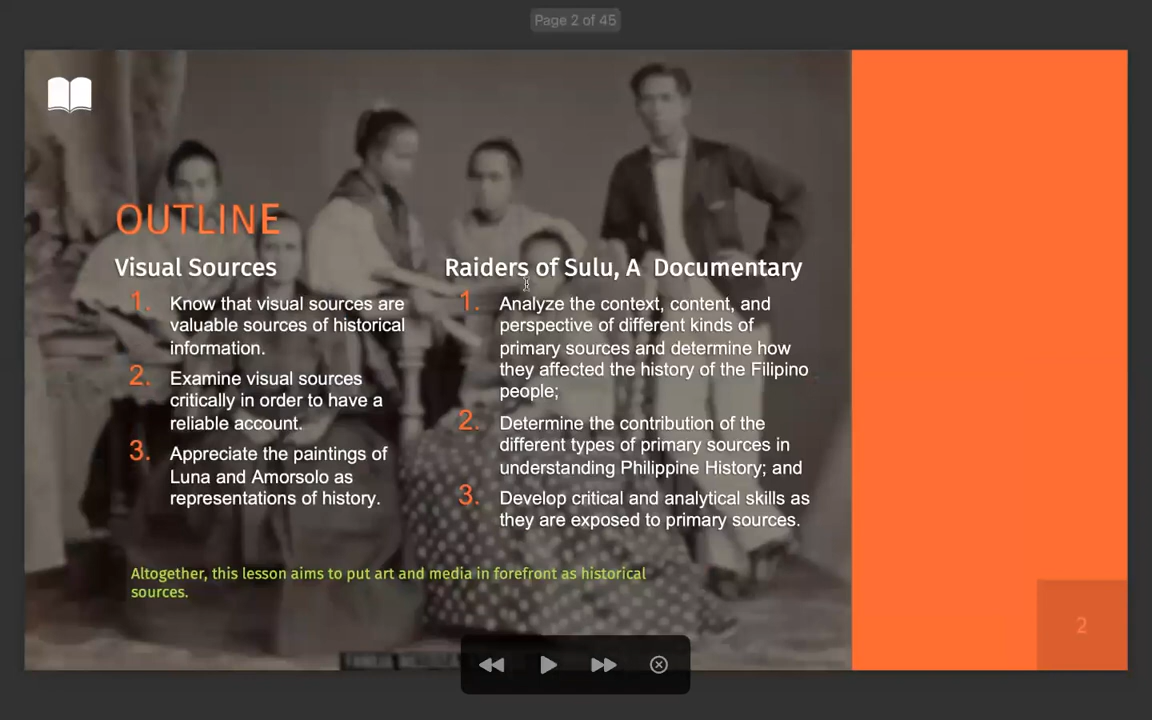 Page 2 of 45
OUTLINE
Visual Sources
1. Know that visual sources are
valuable sources of historical
information.
2. Examine visual sources
critically in order to have a
reliable account.
3. Appreciate the paintings of
Luna and Amorsolo as
representations of history.
Raiders of Sulu, A Documentary
1. Analyze the context, content, and
perspective of different kinds of
primary sources and determine how
they affected the history of the Filipino
people;
2. Determine the contribution of the
different types of primary sources in
understanding Philippine History; and
3. Develop critical and analytical skills as
they are exposed to primary sources.
Altogether, this lesson aims to put art and media in forefront as historical
sources.
2